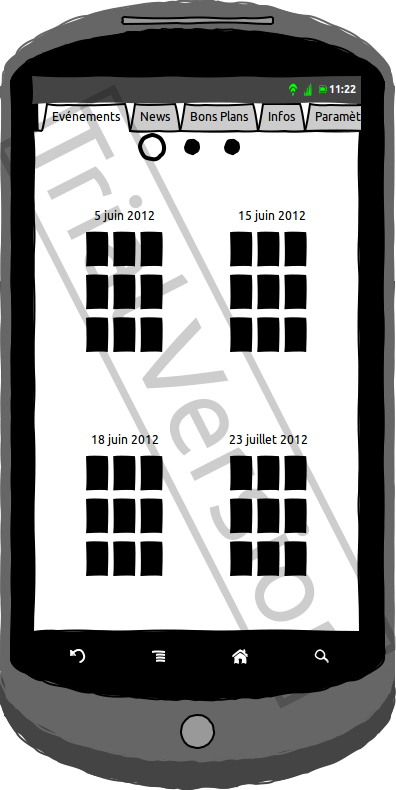 11:22
Evénements News Bons Plans Infos Paramèt
5 juin 2012 15 juin 2012
18 juin 2012 23 juillet 2012
Trial Version